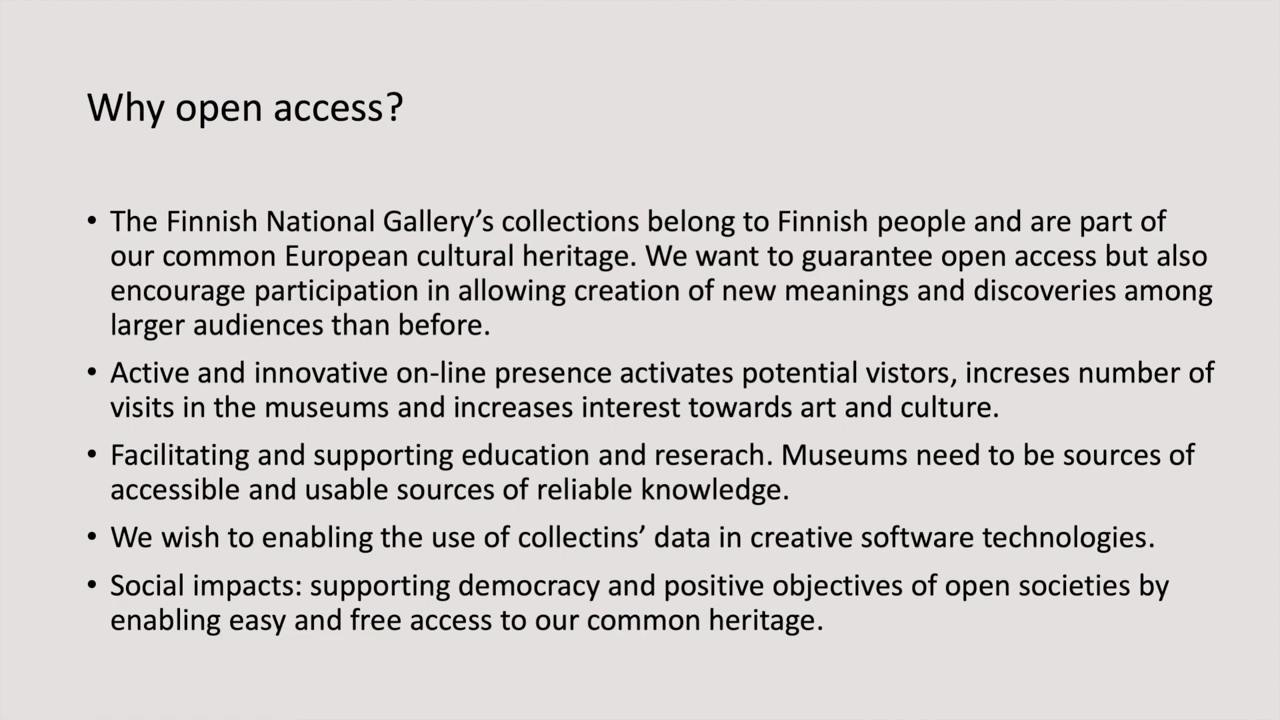 Why open access?
• The Finnish National Gallery’s collections belong to Finnish people and are part of
our common European cultural heritage. We want to guarantee open access but also
encourage participation in allowing creation of new meanings and discoveries among
larger audiences than before.
• Active and innovative on-line presence activates potential vistors, increses number of
visits in the museums and increases interest towards art and culture.
• Facilitating and supporting education and reserach. Museums need to be sources of
accessible and usable sources of reliable knowledge.
• We wish to enabling the use of collectins’ data in creative software technologies.
• Social impacts: supporting democracy and positive objectives of open societies by
enabling easy and free access to our common heritage.